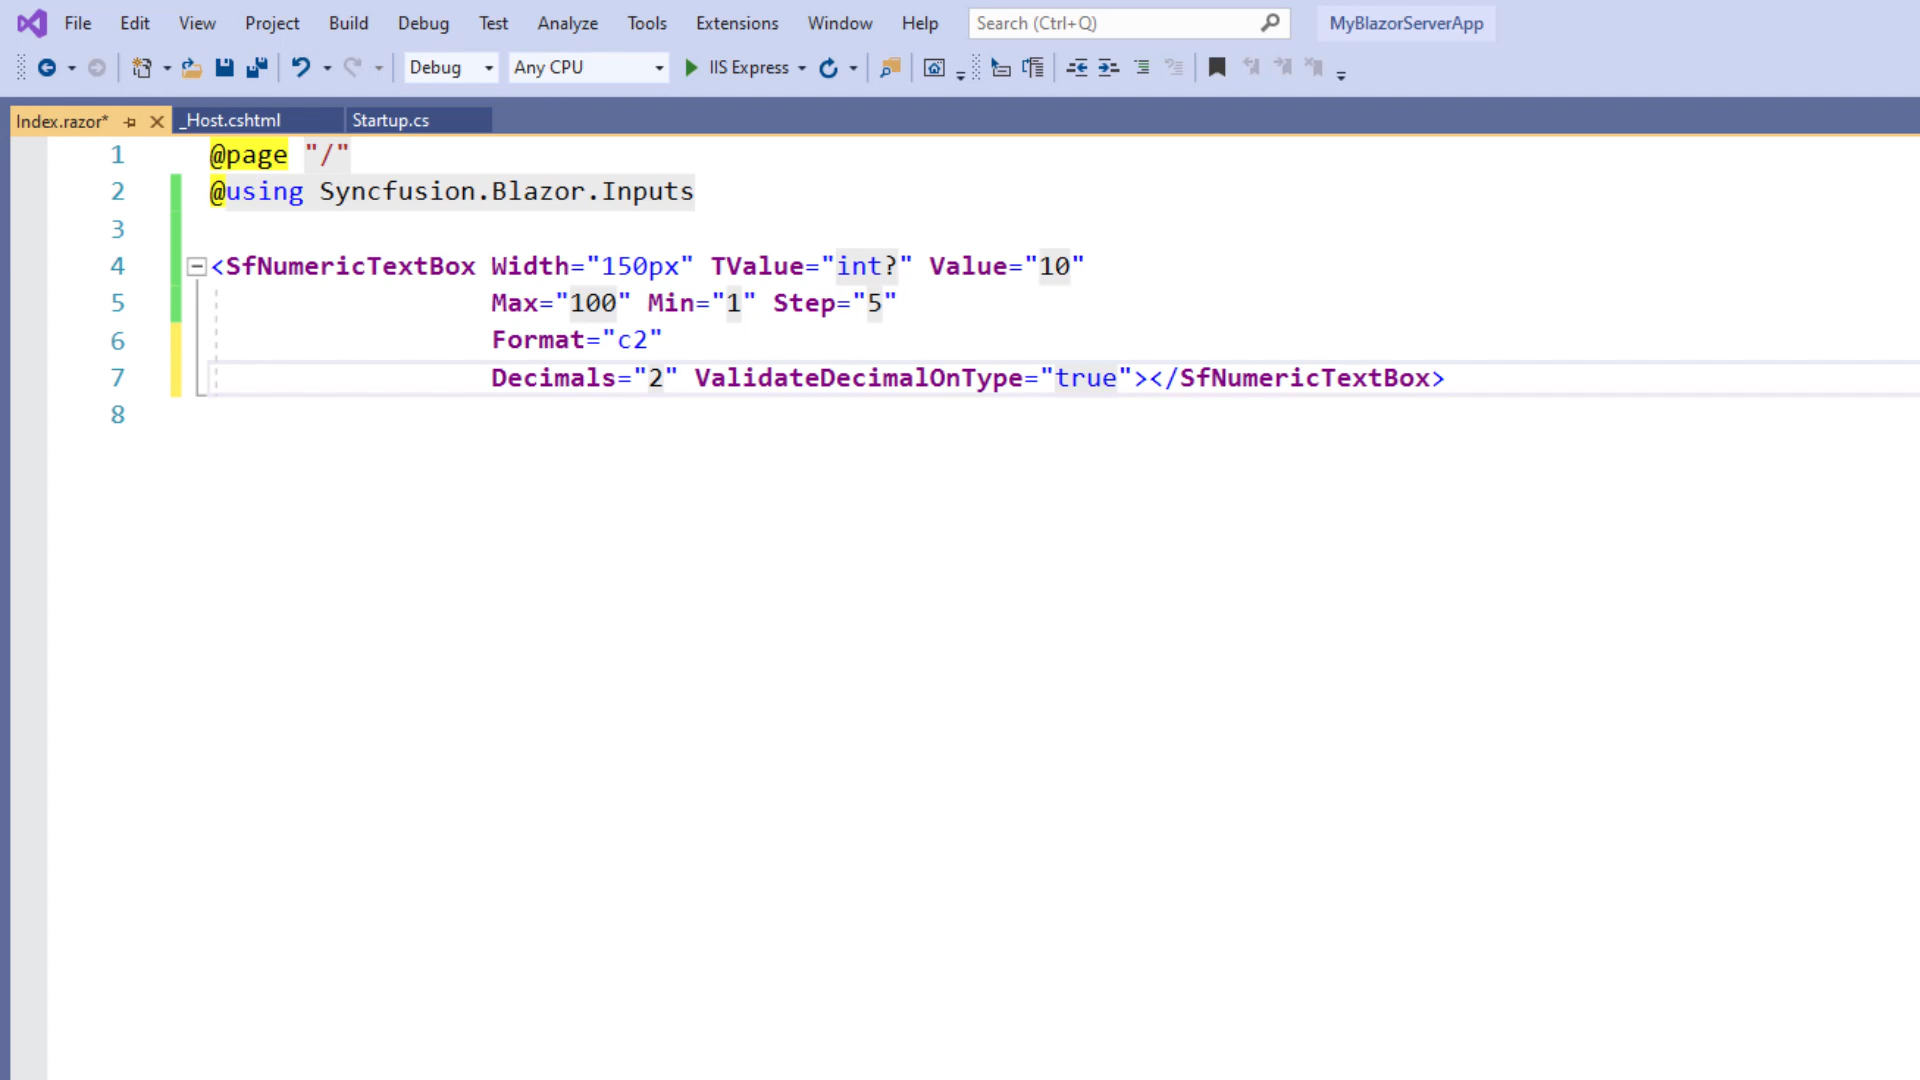 File Edit View Project Build Debug Test Analyze Tools Extensions Window Help Search (Ctrl+Q) MyBlazorServerApp
Debug Any CPU IIS Express
Index.razor* _Host.cshtml Startup.cs
1 @page "/"
2 @using Syncfusion.Blazor.Inputs
3
4 <SfNumericTextBox Width="150px" TValue="int?" Value="10"
5 Max="100" Min="1" Step="5"
6 Format="c2"
7 Decimals="2" ValidateDecimalOnType="true"></SfNumericTextBox>
8